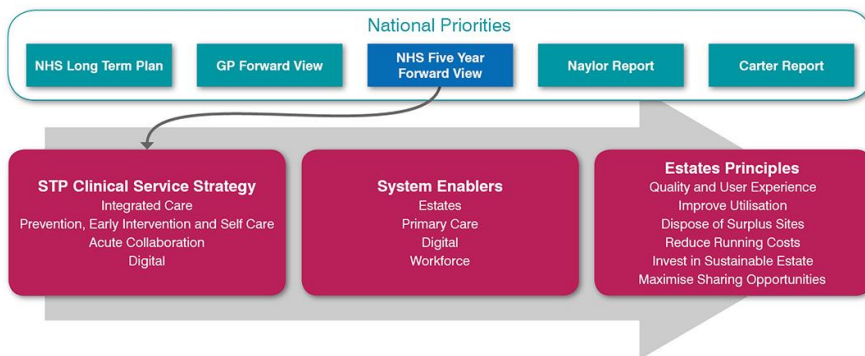 National Priorities
NHS Long Term Plan
GP Forward View
NHS Five Year
Forward View
Naylor Report
Carter Report
STP Clinical Service Strategy
Integrated Care
Prevention, Early Intervention and Self Care
Acute Collaboration
Digital
System Enablers
Estates
Primary Care
Digital
Workforce
Estates Principles
Quality and User Experience
Improve Utilisation
Dispose of Surplus Sites
Reduce Running Costs
Invest in Sustainable Estate
Maximise Sharing Opportunities